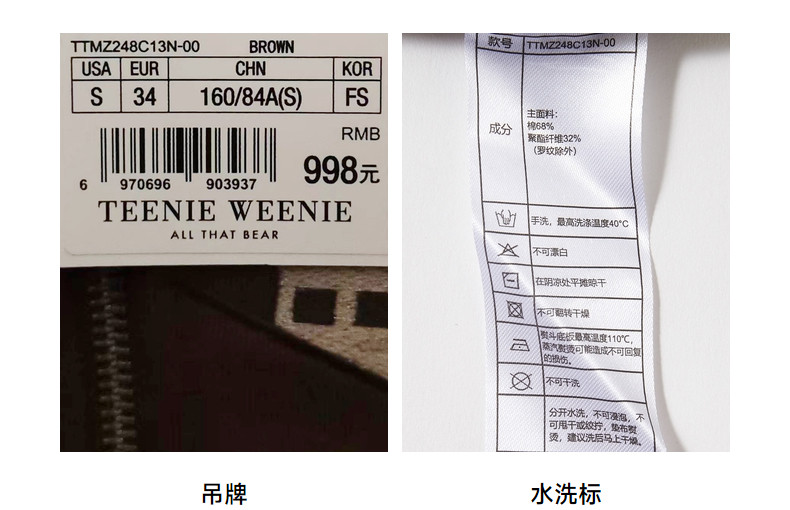 TTMZ248C13N-00 BROWN
USA EUR CHN KOR
S 34 160/84A(S) FS
RMB
998元
6 970696 903937
TEENIE WEENIE
ALL THAT BEAR
吊牌
款号 TTMZ248C13N-00
成分
主面料：
棉68%
聚酯纤维32%
（罗纹除外）
手洗，最高洗涤温度40°C
不可漂白
在阴凉处平摊晾干
不可翻转干燥
熨斗底板最高温度110℃，
蒸汽熨烫可能造成不可回复
的损伤。
不可干洗
分开水洗，不可浸泡，不
可甩干或绞拧，垫布熨
烫，建议洗后马上干燥。
水洗标